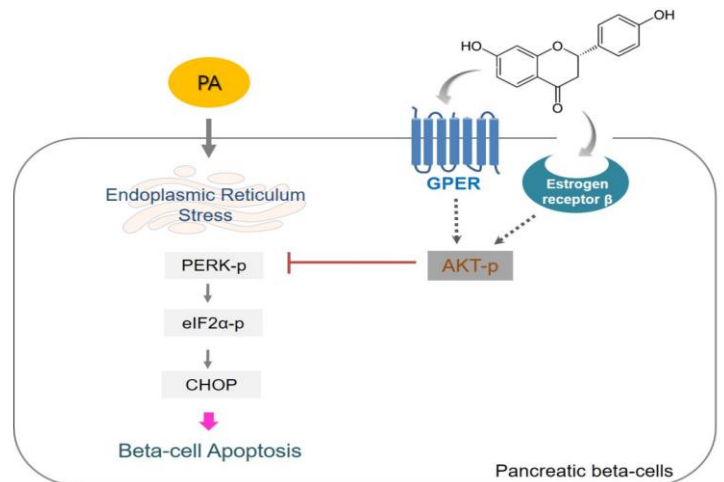 OH
HO
O
O
PA
GPER
Estrogen
receptor β
Endoplasmic Reticulum
Stress
PERK-p
AKT-p
eIF2α-p
CHOP
Beta-cell Apoptosis
Pancreatic beta-cells